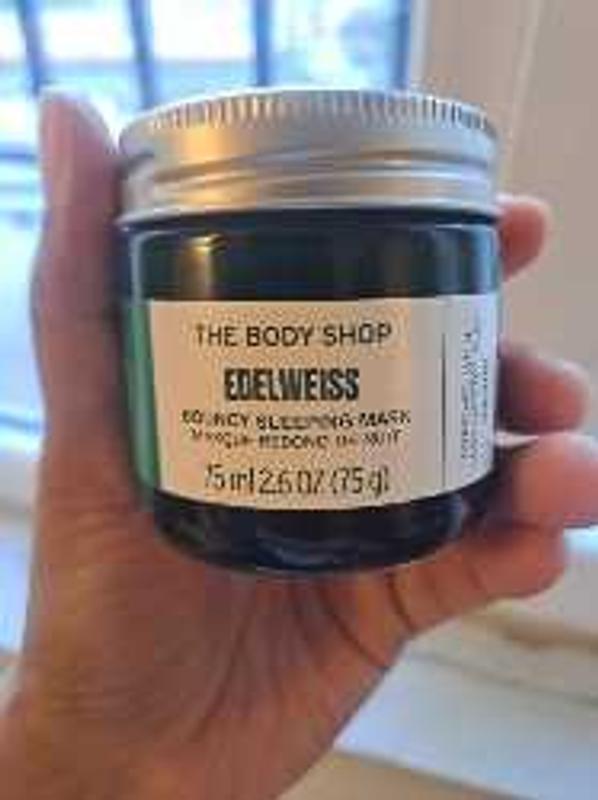 THE BODY SHOP
EDELWEISS
BOUNCY SLEEPING MASK
MASQUE REBOND DE NUIT
75 ml 2.6 OZ (75 g)